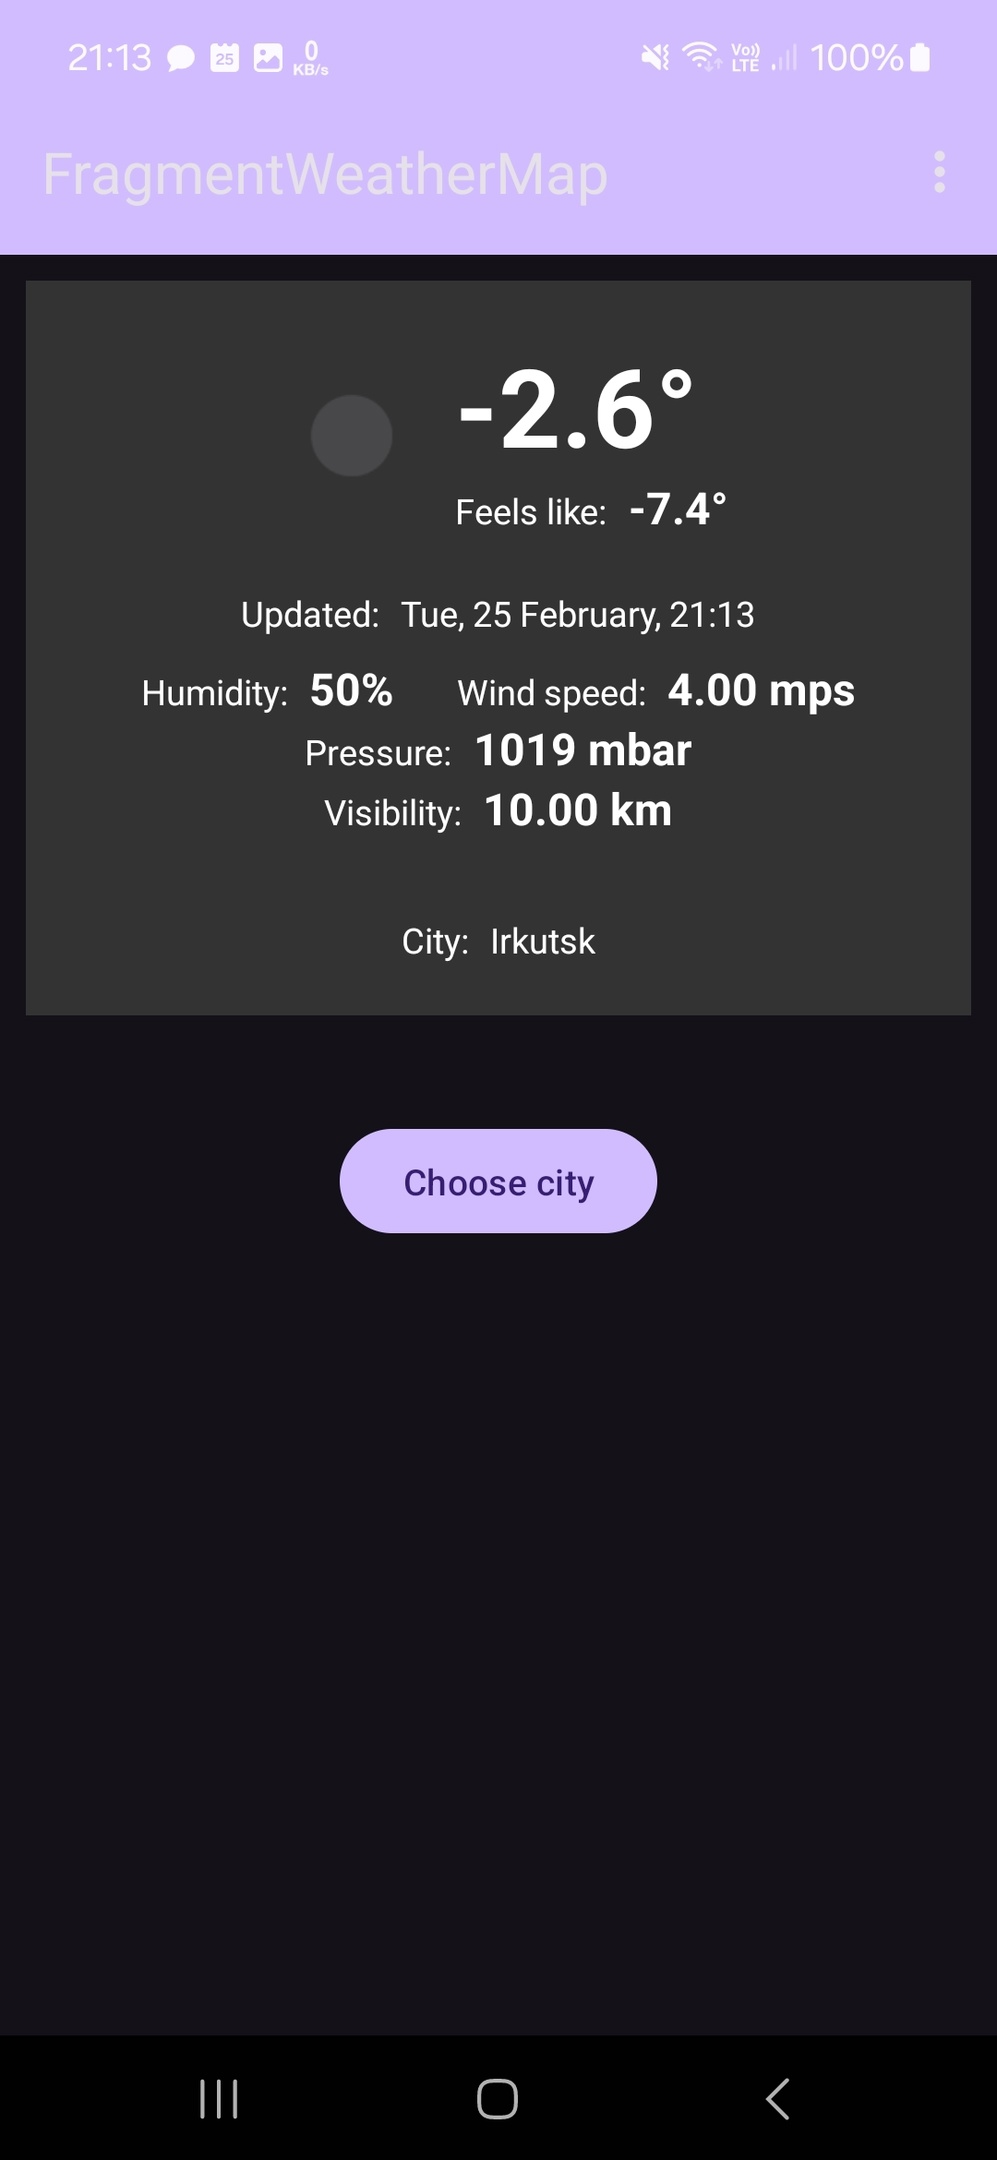 21:13 25 0 KB/s Vo)) LTE 100%
FragmentWeatherMap
-2.6°
Feels like: -7.4°
Updated: Tue, 25 February, 21:13
Humidity: 50% Wind speed: 4.00 mps
Pressure: 1019 mbar
Visibility: 10.00 km
City: Irkutsk
Choose city